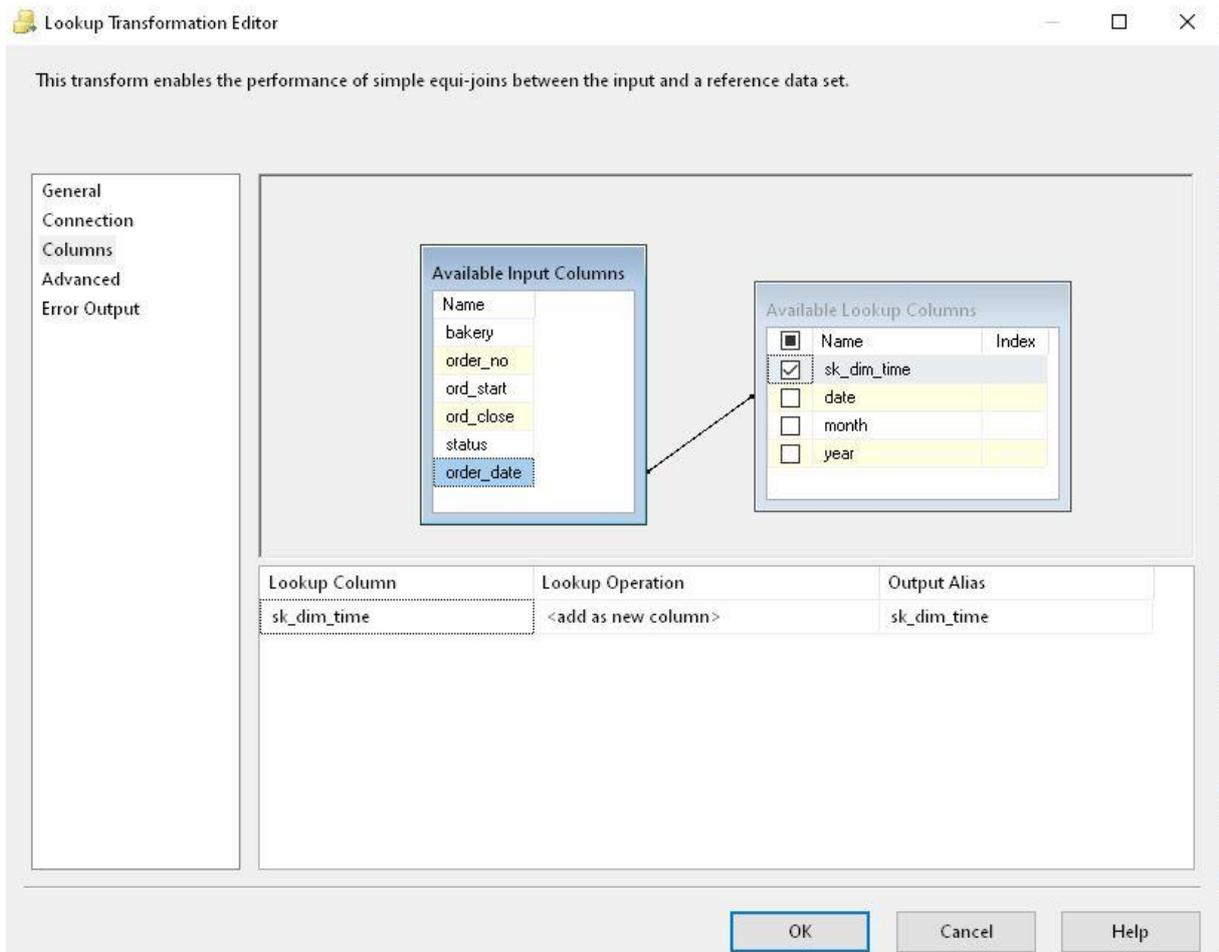 Lookup Transformation Editor
This transform enables the performance of simple equi-joins between the input and a reference data set.
General
Connection
Columns
Advanced
Error Output
Available Input Columns
Name
bakery
order_no
ord_start
ord_close
status
order_date
Available Lookup Columns
Name Index
sk_dim_time
date
month
year
Lookup Column Lookup Operation Output Alias
sk_dim_time <add as new column> sk_dim_time
OK Cancel Help